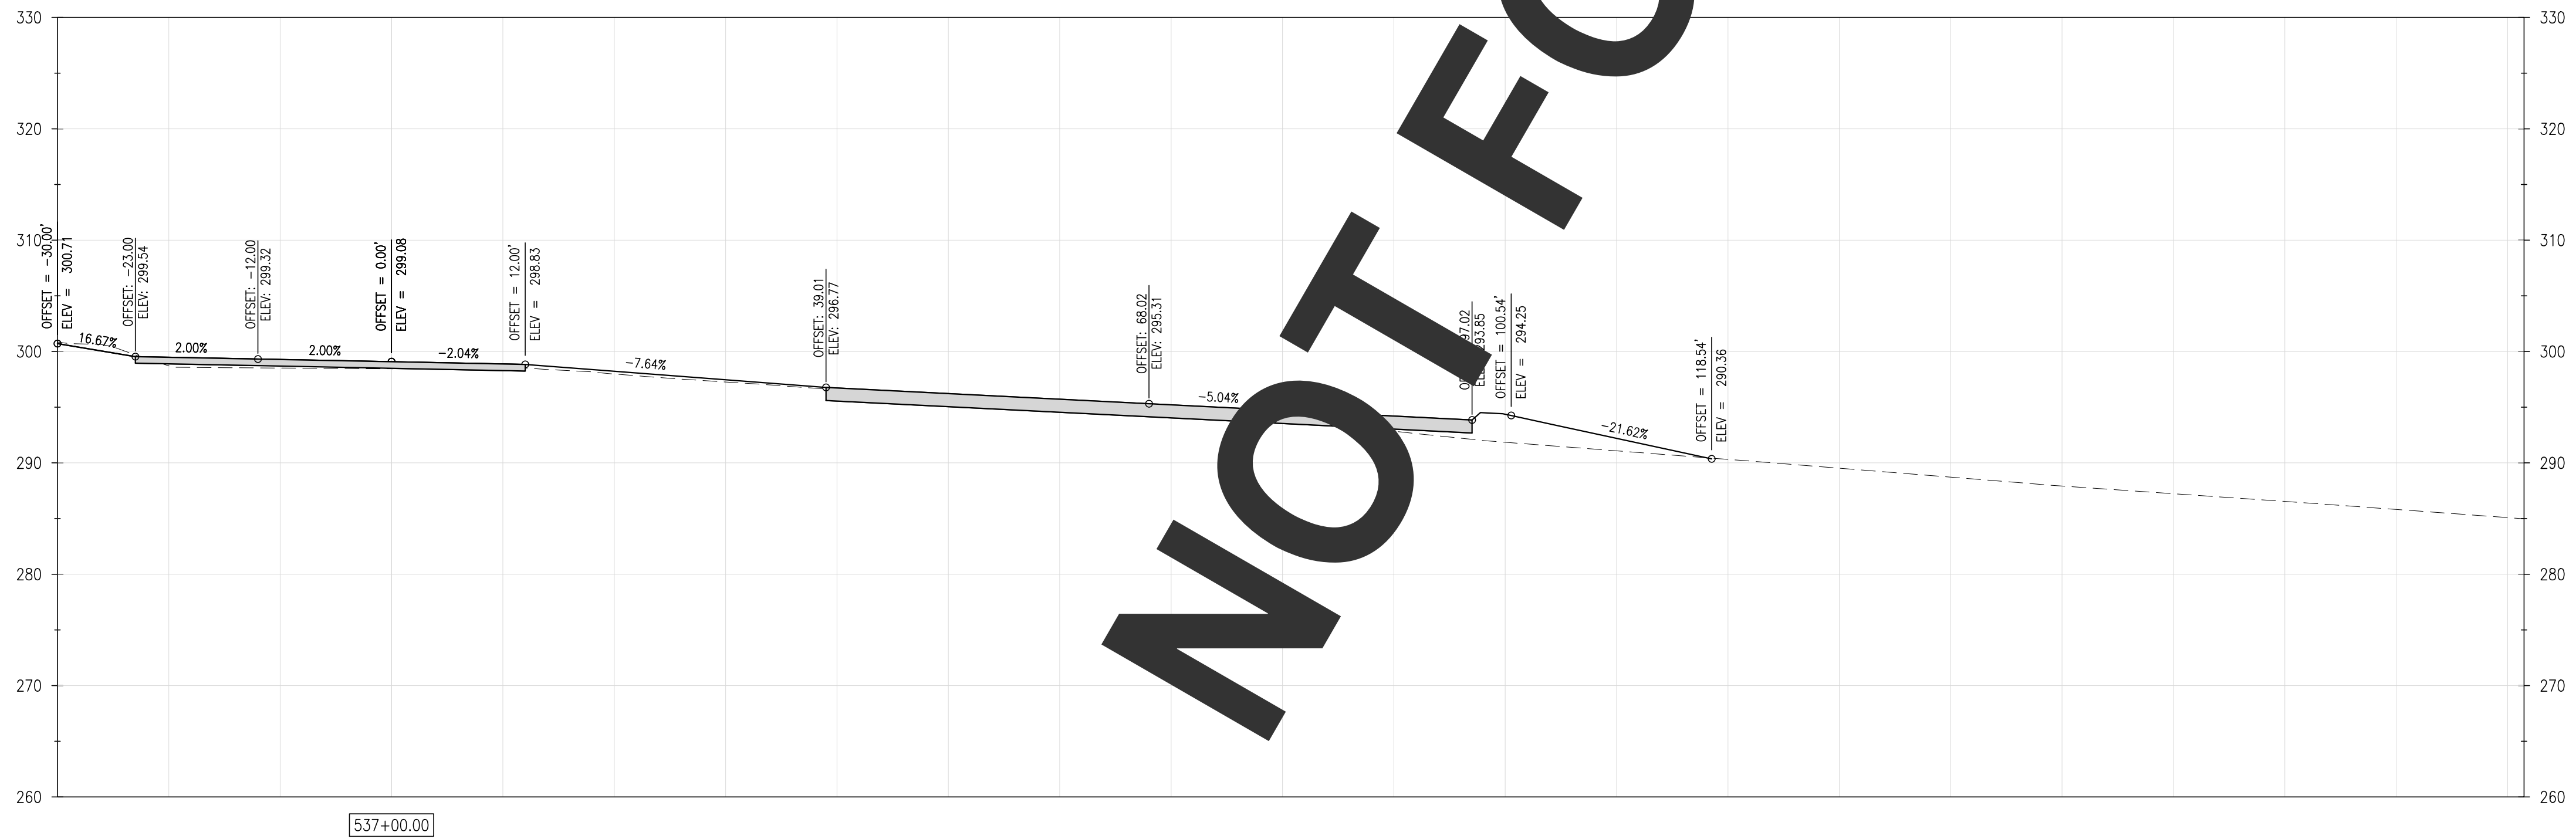 330
330
320
320
310
310
300
300
290
290
280
280
270
270
260
260
OFFSET = -30.00'
ELEV = 300.71
OFFSET: -23.00
ELEV: 299.54
OFFSET: -12.00
ELEV: 299.32
OFFSET = 0.00'
ELEV = 299.08
OFFSET = 12.00'
ELEV = 298.83
OFFSET: 39.01
ELEV: 296.77
OFFSET: 68.02
ELEV: 295.31
97.02
293.85
OFFSET = 100.54'
ELEV = 294.25
OFFSET = 118.54'
ELEV = 290.36
16.67%
2.00%
2.00%
-2.04%
-7.64%
-5.04%
-21.62%
NOT FO
537+00.00